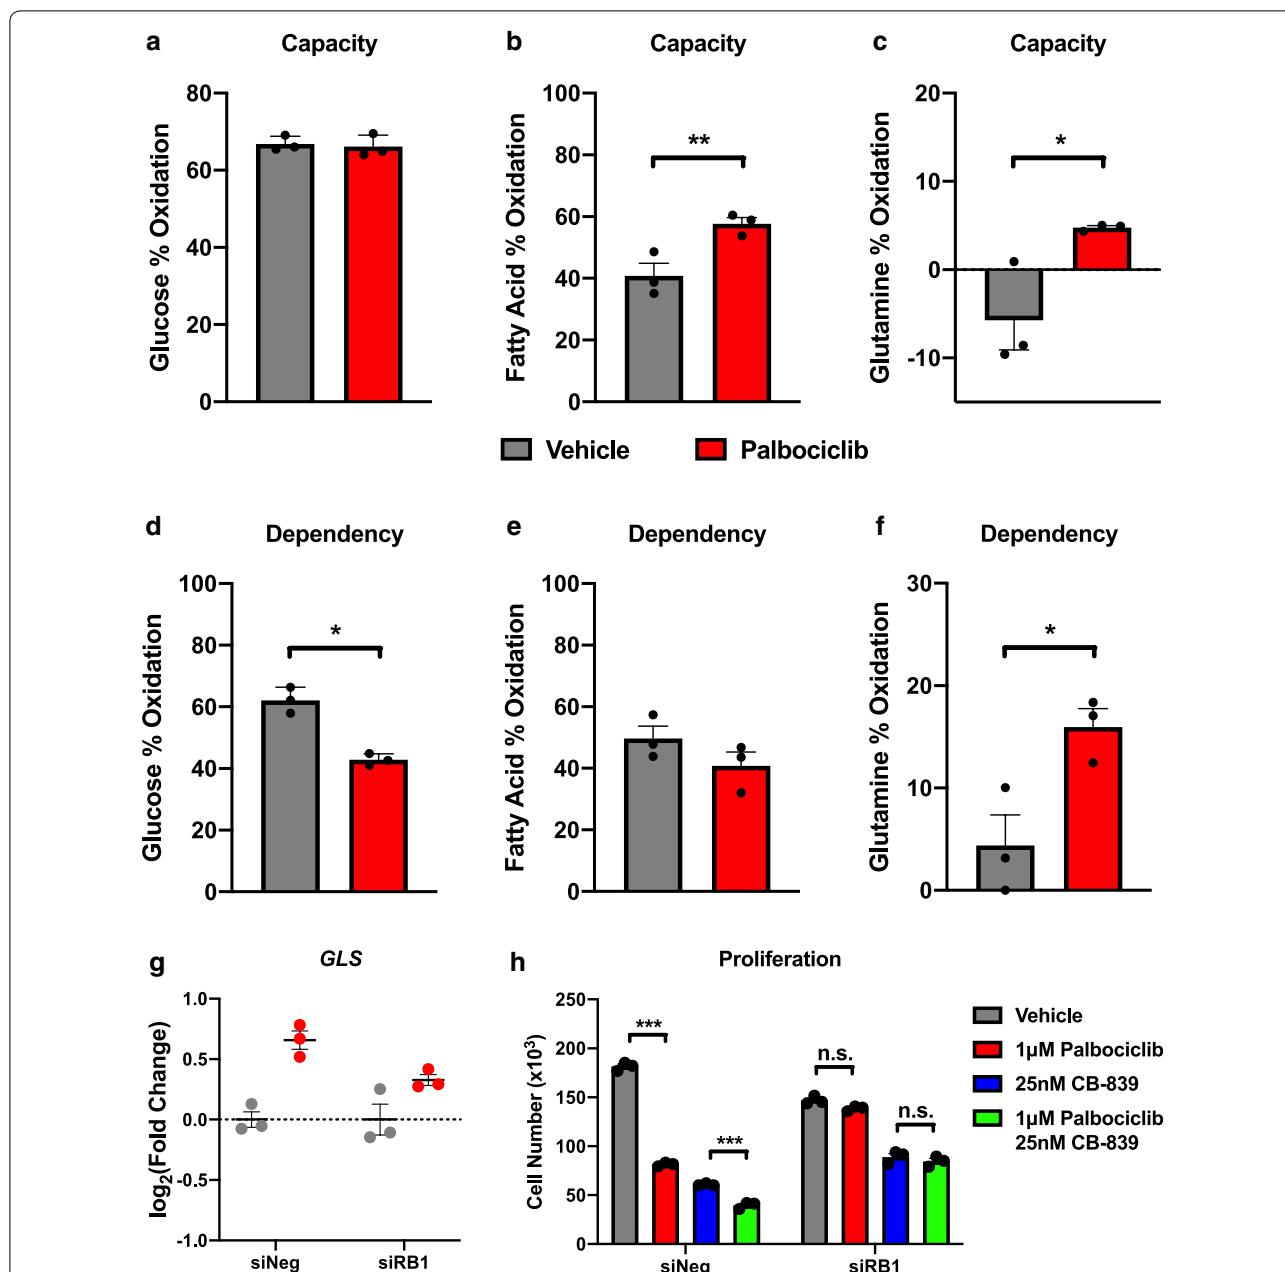 a Capacity
Glucose % Oxidation
80
60
40
20
0
b Capacity
Fatty Acid % Oxidation
100
80
60
40
20
0
**
c Capacity
Glutamine % Oxidation
20
10
0
-10
*
Vehicle Palbociclib
d Dependency
Glucose % Oxidation
100
80
60
40
20
0
*
e Dependency
Fatty Acid % Oxidation
100
80
60
40
20
0
f Dependency
Glutamine % Oxidation
30
20
10
0
*
g GLS
log2(Fold Change)
1.0
0.5
0.0
-0.5
-1.0
siNeg siRB1
h Proliferation
Cell Number (x10³)
250
200
150
100
50
0
***
***
n.s.
n.s.
siNeg siRB1
Vehicle
1µM Palbociclib
25nM CB-839
1µM Palbociclib
25nM CB-839